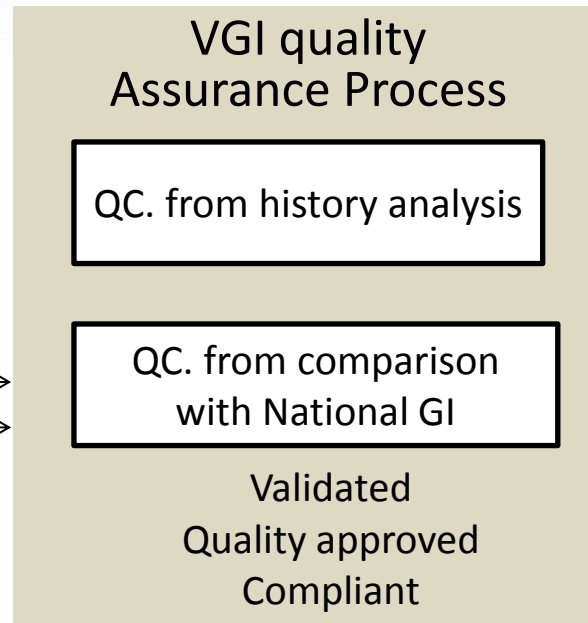 VGI quality
Assurance Process
QC. from history analysis
QC. from comparison
with National GI
Validated
Quality approved
Compliant